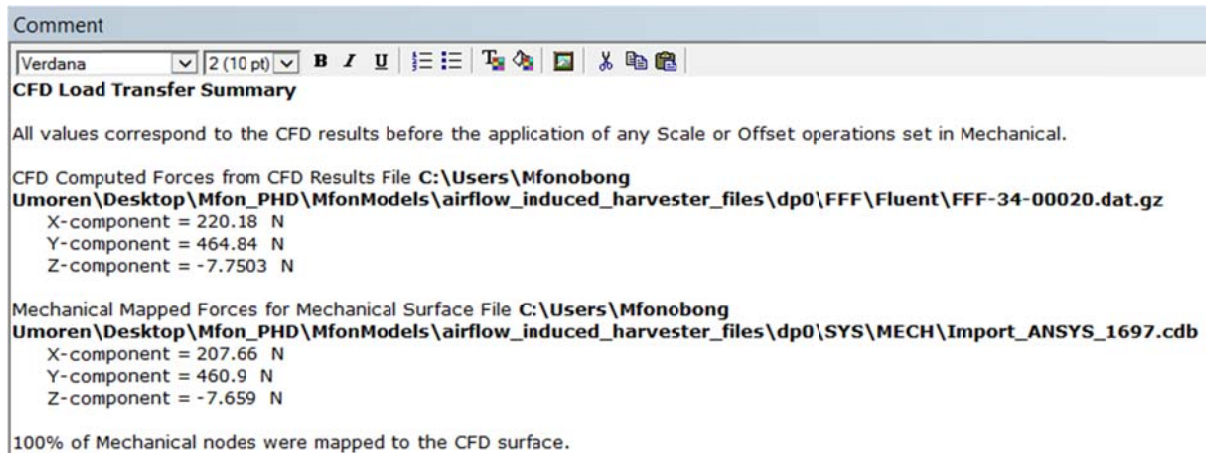 Comment
Verdana 2 (10 pt) B I U
CFD Load Transfer Summary
All values correspond to the CFD results before the application of any Scale or Offset operations set in Mechanical.
CFD Computed Forces from CFD Results File C:\Users\Mfonobong
Umoren\Desktop\Mfon_PHD\MfonModels\airflow_induced_harvester_files\dp0\FFF\Fluent\FFF-34-00020.dat.gz
X-component = 220.18 N
Y-component = 464.84 N
Z-component = -7.7503 N
Mechanical Mapped Forces for Mechanical Surface File C:\Users\Mfonobong
Umoren\Desktop\Mfon_PHD\MfonModels\airflow_induced_harvester_files\dp0\SYS\MECH\Import_ANSYS_1697.cdb
X-component = 207.66 N
Y-component = 460.9 N
Z-component = -7.659 N
100% of Mechanical nodes were mapped to the CFD surface.